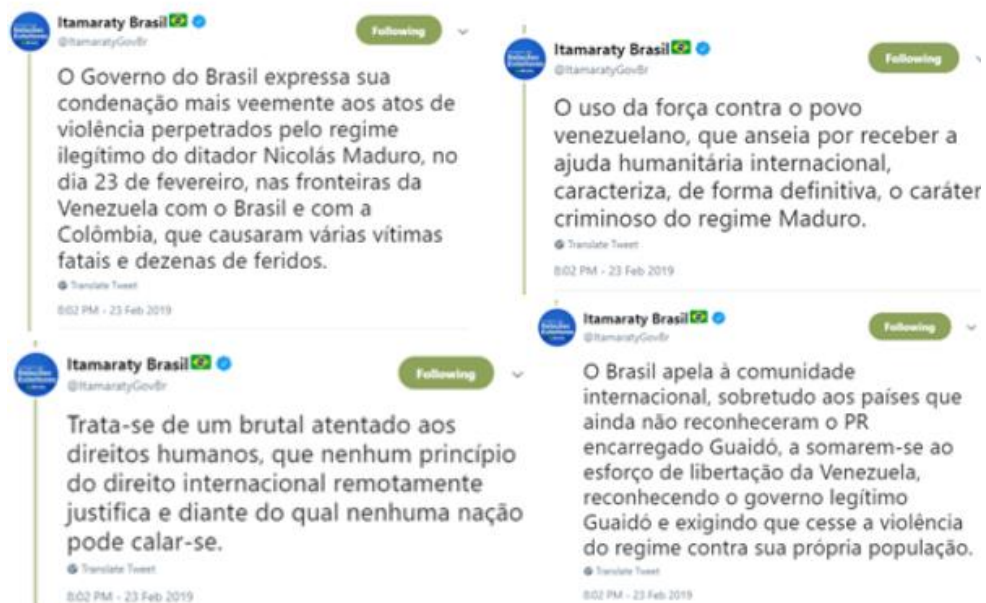 Itamaraty Brasil
@ItamaratyGovBr
Following
O Governo do Brasil expressa sua
condenação mais veemente aos atos de
violência perpetrados pelo regime
ilegítimo do ditador Nicolás Maduro, no
dia 23 de fevereiro, nas fronteiras da
Venezuela com o Brasil e com a
Colômbia, que causaram várias vítimas
fatais e dezenas de feridos.
Translate Tweet
8:02 PM - 23 Feb 2019
Itamaraty Brasil
@ItamaratyGovBr
Following
O uso da força contra o povo
venezuelano, que anseia por receber a
ajuda humanitária internacional,
caracteriza, de forma definitiva, o caráter
criminoso do regime Maduro.
Translate Tweet
8:02 PM - 23 Feb 2019
Itamaraty Brasil
@ItamaratyGovBr
Following
Trata-se de um brutal atentado aos
direitos humanos, que nenhum princípio
do direito internacional remotamente
justifica e diante do qual nenhuma nação
pode calar-se.
Translate Tweet
8:02 PM - 23 Feb 2019
Itamaraty Brasil
@ItamaratyGovBr
Following
O Brasil apela à comunidade
internacional, sobretudo aos países que
ainda não reconheceram o PR
encarregado Guaidó, a somarem-se ao
esforço de libertação da Venezuela,
reconhecendo o governo legítimo
Guaidó e exigindo que cesse a violência
do regime contra sua própria população.
Translate Tweet
8:02 PM - 23 Feb 2019